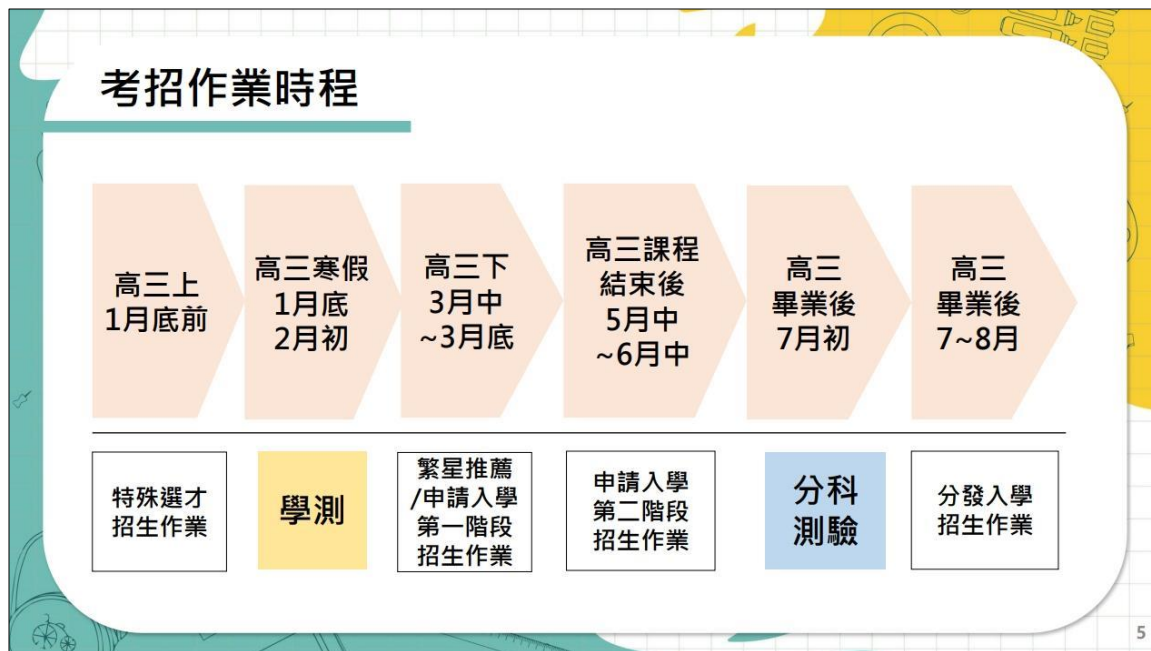 考招作業時程
高三上
1月底前
高三寒假
1月底
2月初
高三下
3月中
~3月底
高三課程
結束後
5月中
~6月中
高三
畢業後
7月初
高三
畢業後
7~8月
特殊選才
招生作業
學測
繁星推薦
/申請入學
第一階段
招生作業
申請入學
第二階段
招生作業
分科
測驗
分發入學
招生作業
5